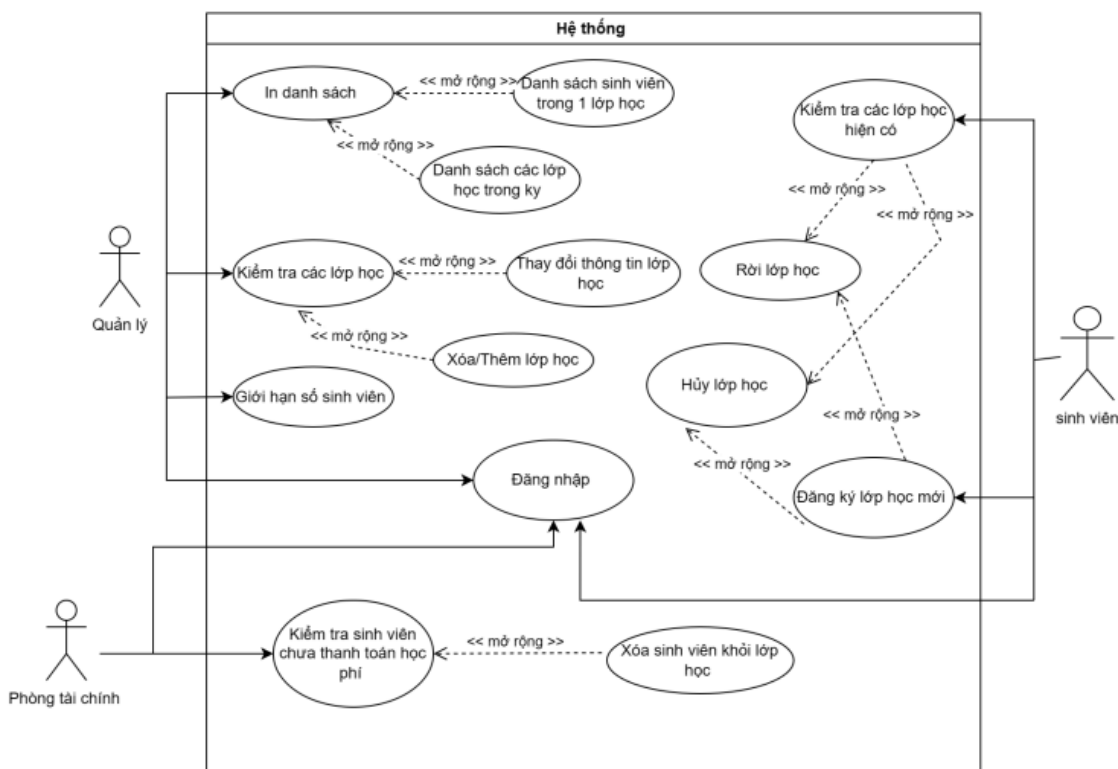 Hệ thống
In danh sách
<< mở rộng >>
Danh sách sinh viên
trong 1 lớp học
<< mở rộng >>
Danh sách các lớp
học trong ky
Kiểm tra các lớp học
hiện có
<< mở rộng >>
<< mở rộng >>
Quản lý
Kiểm tra các lớp học
<< mở rộng >>
Thay đổi thông tin lớp
học
Rời lớp học
<< mở rộng >>
Xóa/Thêm lớp học
Giới hạn số sinh viên
Hủy lớp học
<< mở rộng >>
sinh viên
<< mở rộng >>
Đăng nhập
Đăng ký lớp học mới
Kiểm tra sinh viên
chưa thanh toán học
phí
<< mở rộng >>
Xóa sinh viên khỏi lớp
học
Phòng tài chính